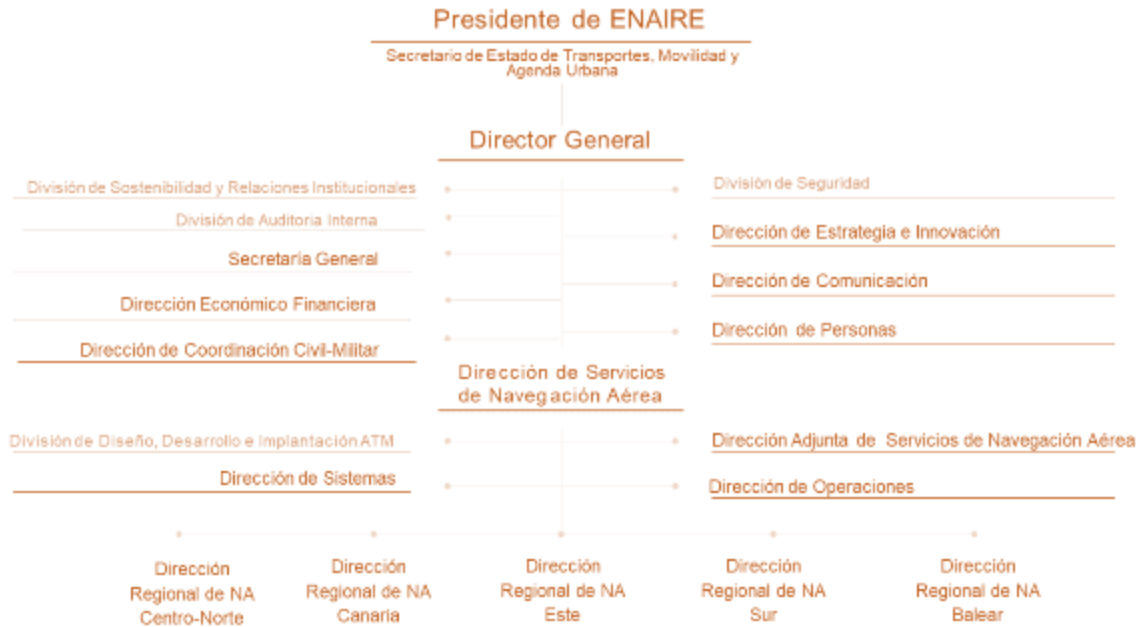 Presidente de ENAIRE
Secretario de Estado de Transportes, Movilidad y
Agenda Urbana
Director General
División de Sostenibilidad y Relaciones Institucionales
División de Seguridad
División de Auditoria Interna
Dirección de Estrategia e Innovación
Secretaría General
Dirección de Comunicación
Dirección Económico Financiera
Dirección de Personas
Dirección de Coordinación Civil-Militar
Dirección de Servicios
de Navegación Aérea
División de Diseño, Desarrollo e Implantación ATM
Dirección Adjunta de Servicios de Navegación Aérea
Dirección de Sistemas
Dirección de Operaciones
Dirección
Regional de NA
Centro-Norte
Dirección
Regional de NA
Canaria
Dirección
Regional de NA
Este
Dirección
Regional de NA
Sur
Dirección
Regional de NA
Balear